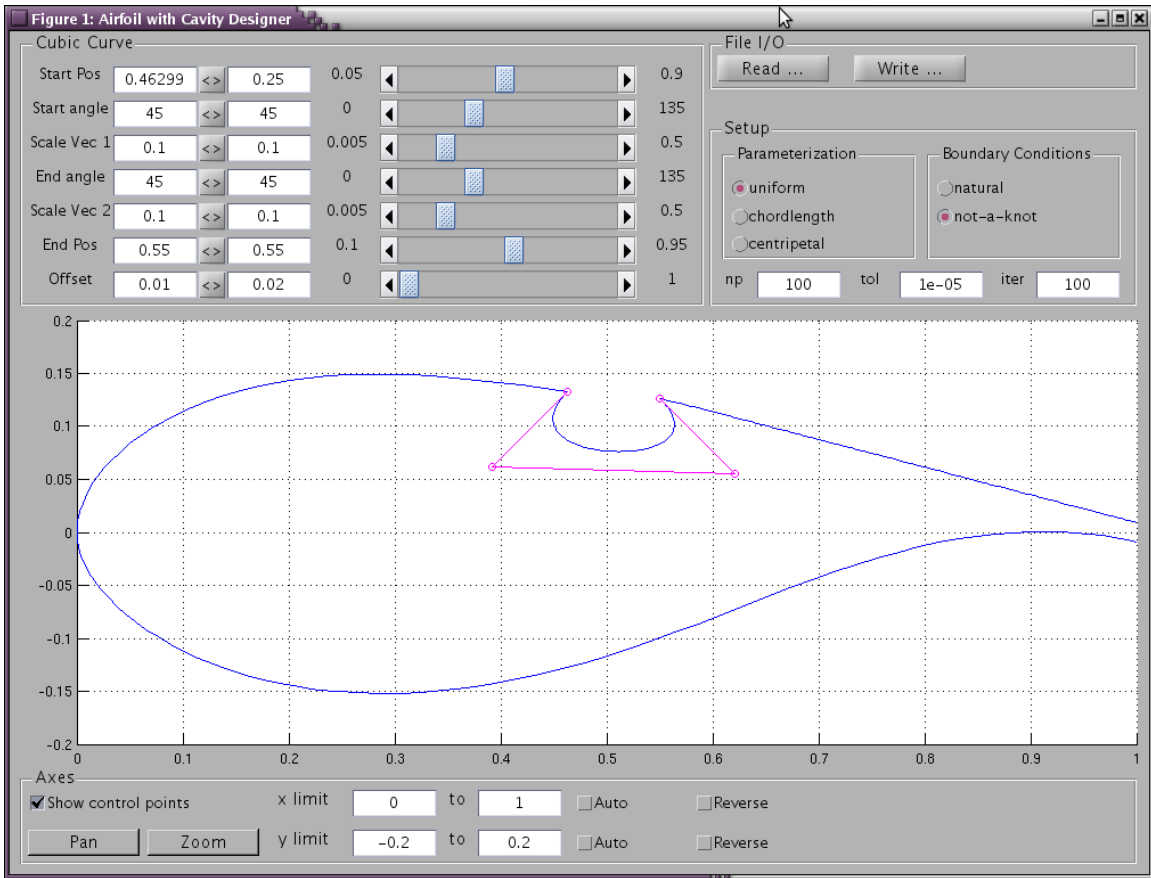 Figure 1: Airfoil with Cavity Designer
Cubic Curve
Start Pos 0.46299 <> 0.25 0.05 0.9
Start angle 45 <> 45 0 135
Scale Vec 1 0.1 <> 0.1 0.005 0.5
End angle 45 <> 45 0 135
Scale Vec 2 0.1 <> 0.1 0.005 0.5
End Pos 0.55 <> 0.55 0.1 0.95
Offset 0.01 <> 0.02 0 1
File I/O
Read ... Write ...
Setup
Parameterization
uniform
chordlength
centripetal
Boundary Conditions
natural
not-a-knot
np 100 tol 1e-05 iter 100
0.2
0.15
0.1
0.05
0
-0.05
-0.1
-0.15
-0.2
0 0.1 0.2 0.3 0.4 0.5 0.6 0.7 0.8 0.9 1
Axes
Show control points x limit 0 to 1 Auto Reverse
Pan Zoom y limit -0.2 to 0.2 Auto Reverse